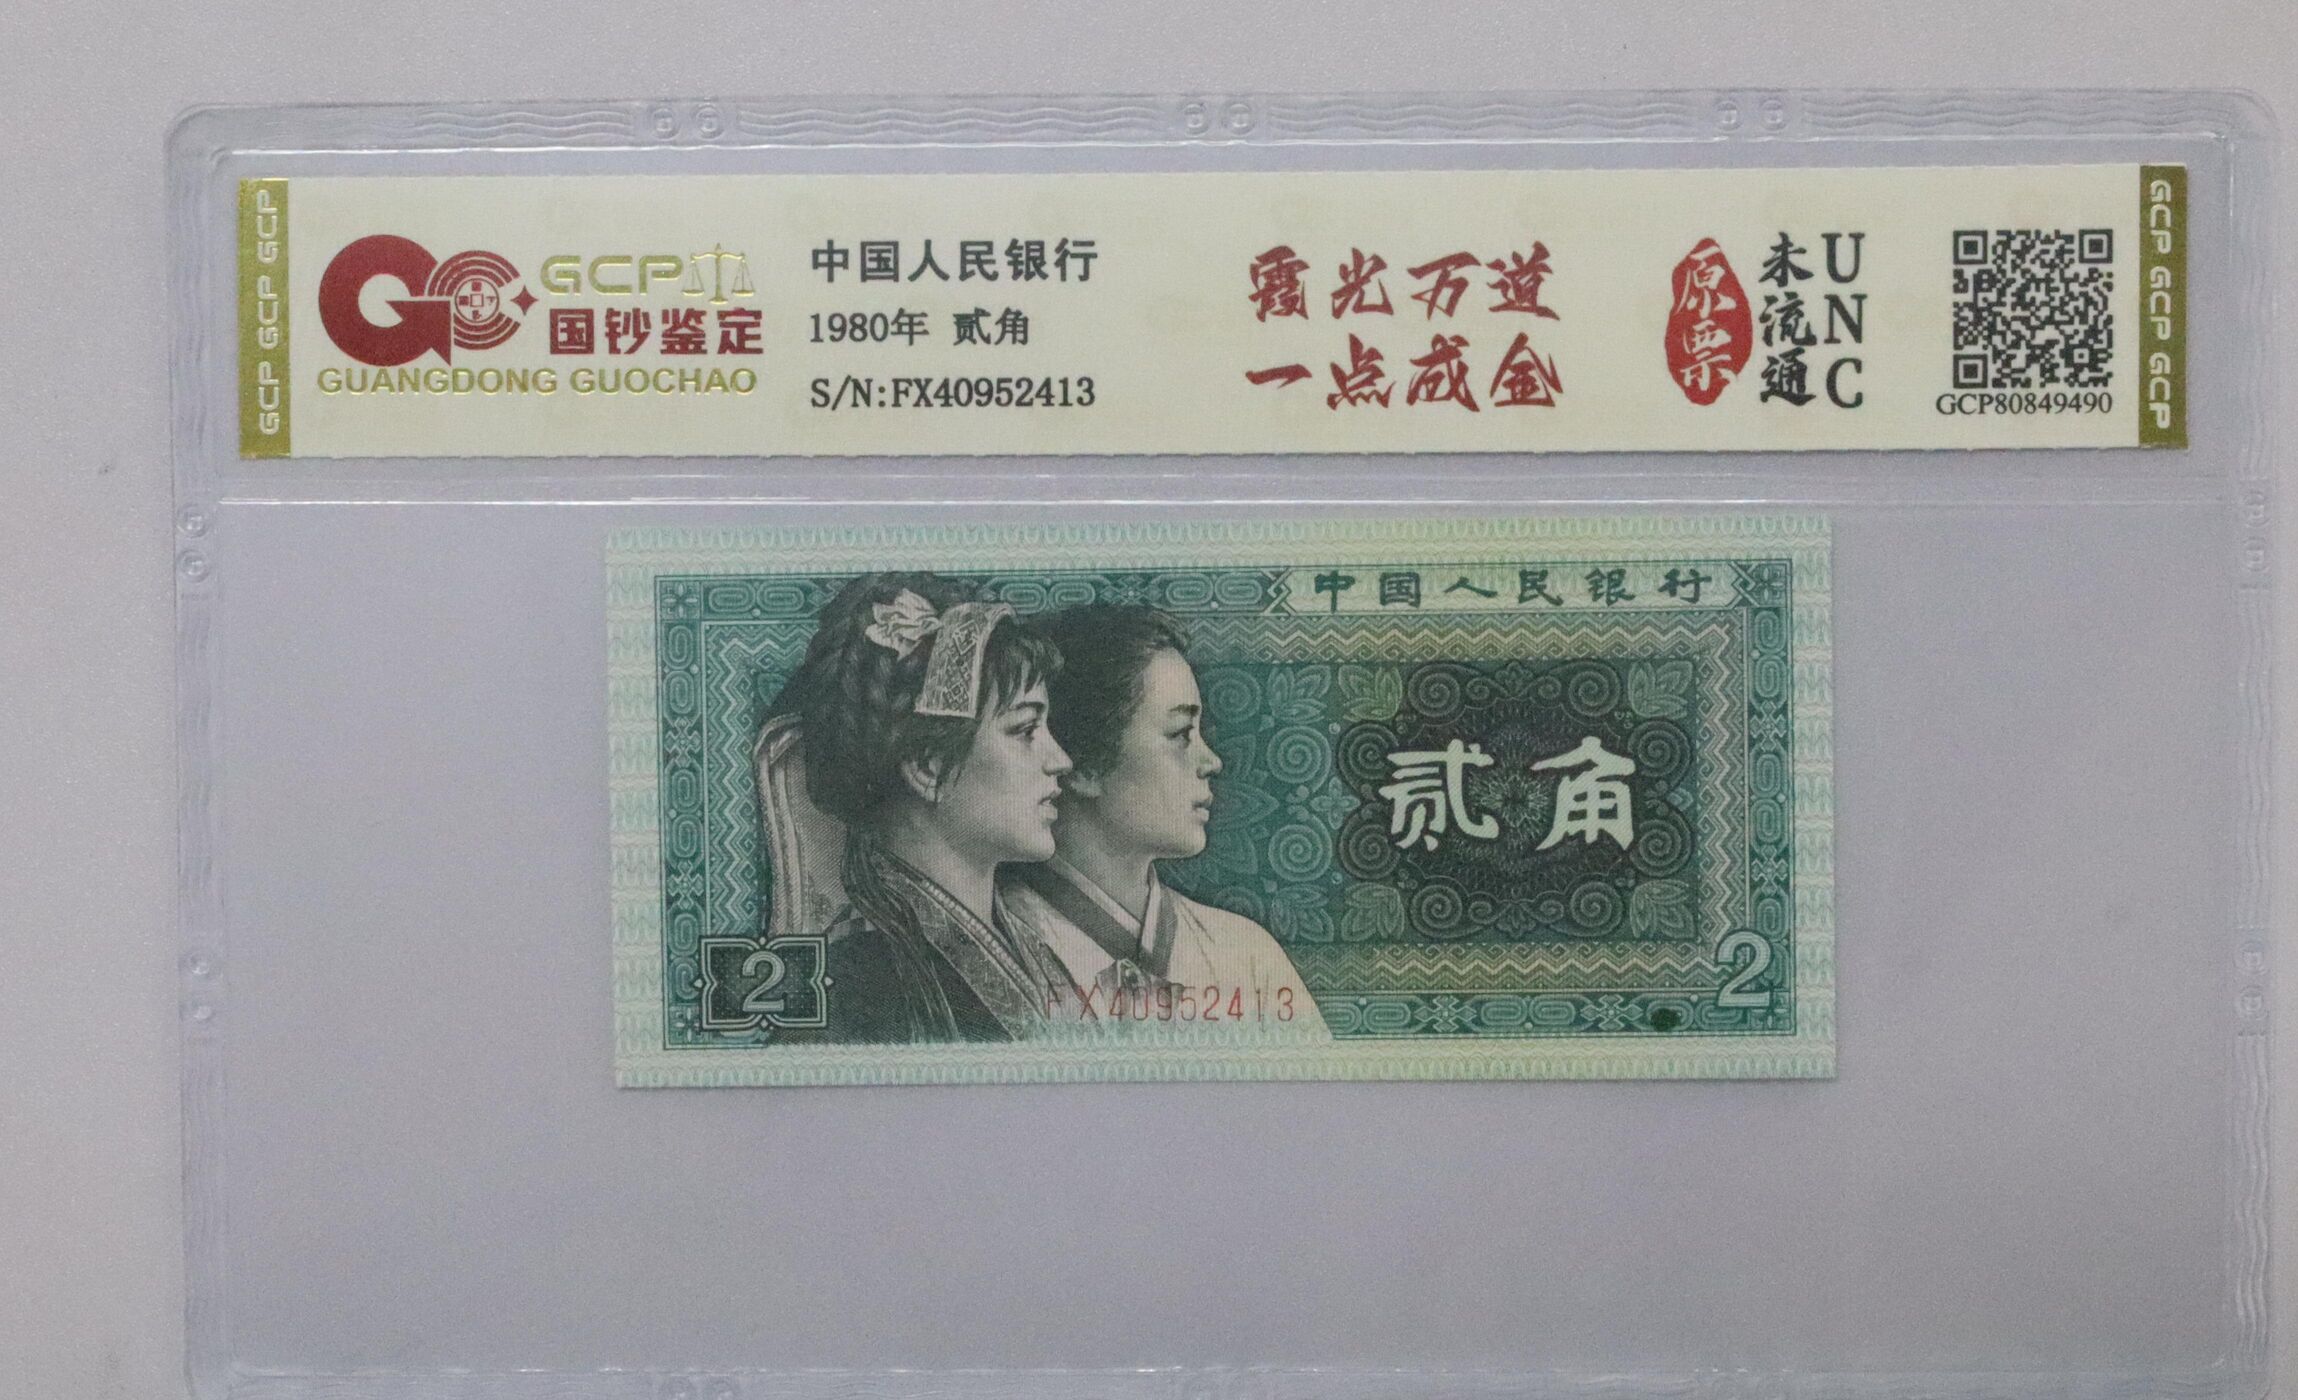 GCP GCP GCP
GCP
国钞鉴定
GUANGDONG GUOCHAO
中国人民银行
1980年 贰角
S/N:FX40952413
霞光万道
一点成金
原票
未流通
UNC
GCP80849490
GCP GCP GCP
中国人民银行
贰角
2
FX40952413
2